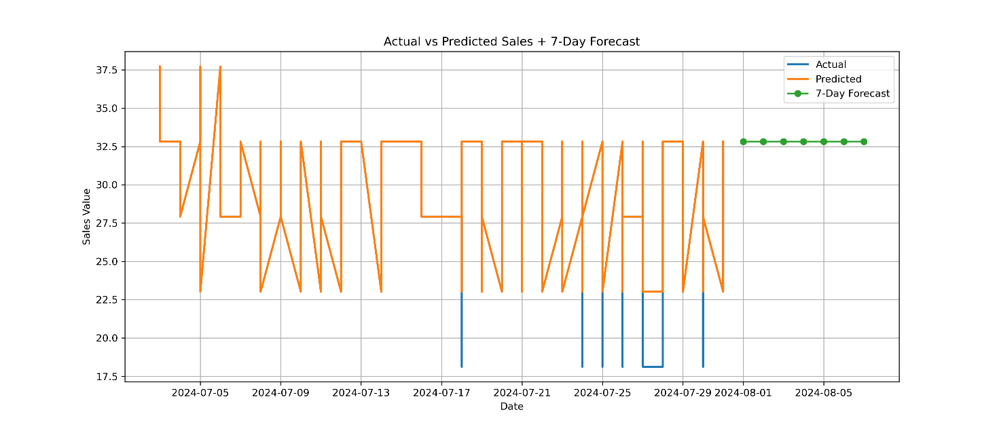 Actual vs Predicted Sales + 7-Day Forecast
Actual
Predicted
7-Day Forecast
Sales Value
37.5
35.0
32.5
30.0
27.5
25.0
22.5
20.0
17.5
2024-07-05 2024-07-09 2024-07-13 2024-07-17 2024-07-21 2024-07-25 2024-07-29 2024-08-01 2024-08-05
Date